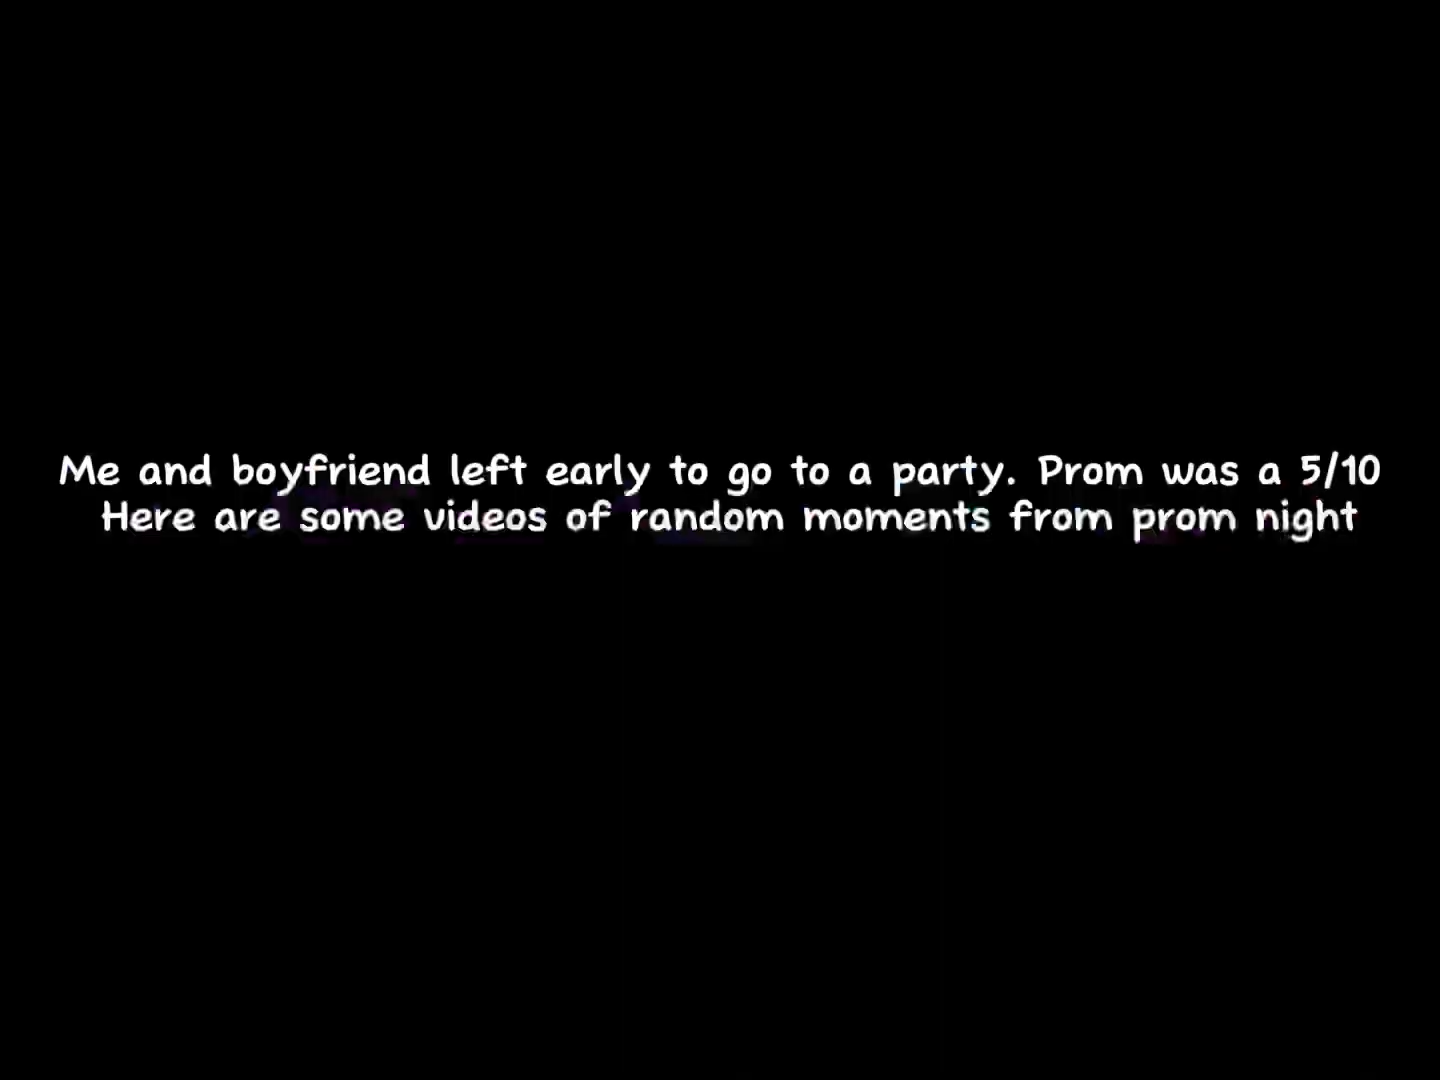 Me and boyfriend left early to go to a party. Prom was a 5/10
Here are some videos of random moments from prom night